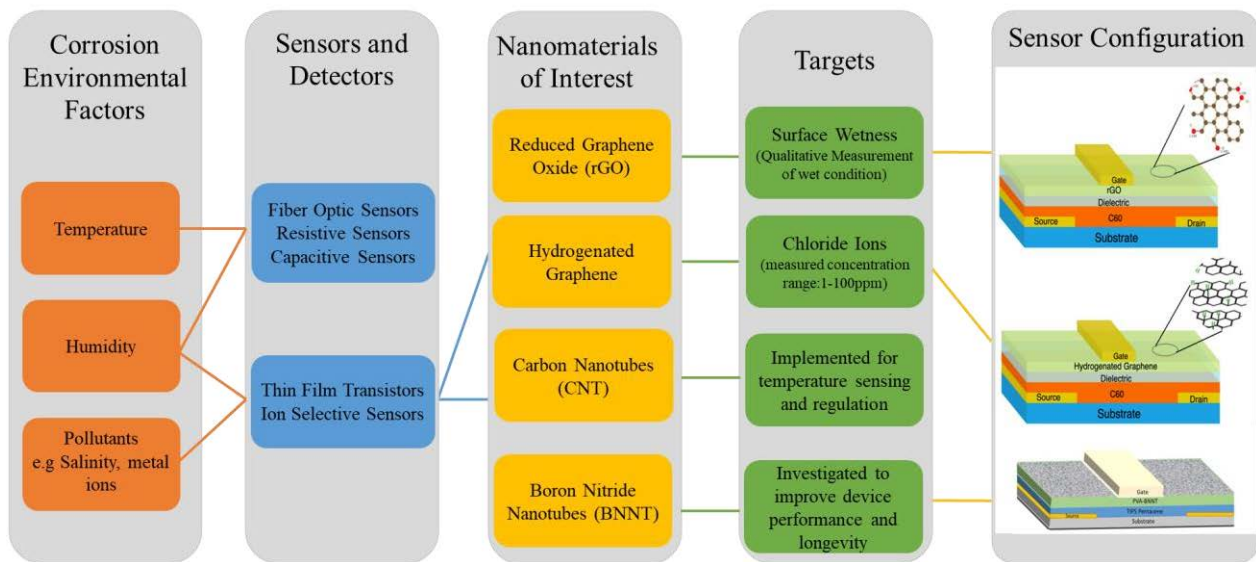 Corrosion
Environmental
Factors
Temperature
Humidity
Pollutants
e.g Salinity, metal
ions
Sensors and
Detectors
Fiber Optic Sensors
Resistive Sensors
Capacitive Sensors
Thin Film Transistors
Ion Selective Sensors
Nanomaterials
of Interest
Reduced Graphene
Oxide (rGO)
Hydrogenated
Graphene
Carbon Nanotubes
(CNT)
Boron Nitride
Nanotubes (BNNT)
Targets
Surface Wetness
(Qualitative Measurement
of wet condition)
Chloride Ions
(measured concentration
range:1-100ppm)
Implemented for
temperature sensing
and regulation
Investigated to
improve device
performance and
longevity
Sensor Configuration
Gate
rGO
Dielectric
Source C60 Drain
Substrate
Gate
Hydrogenated Graphene
Dielectric
Source C60 Drain
Substrate
Gate
PVA-BNNT
TIPS Pentacene
Source
Substrate